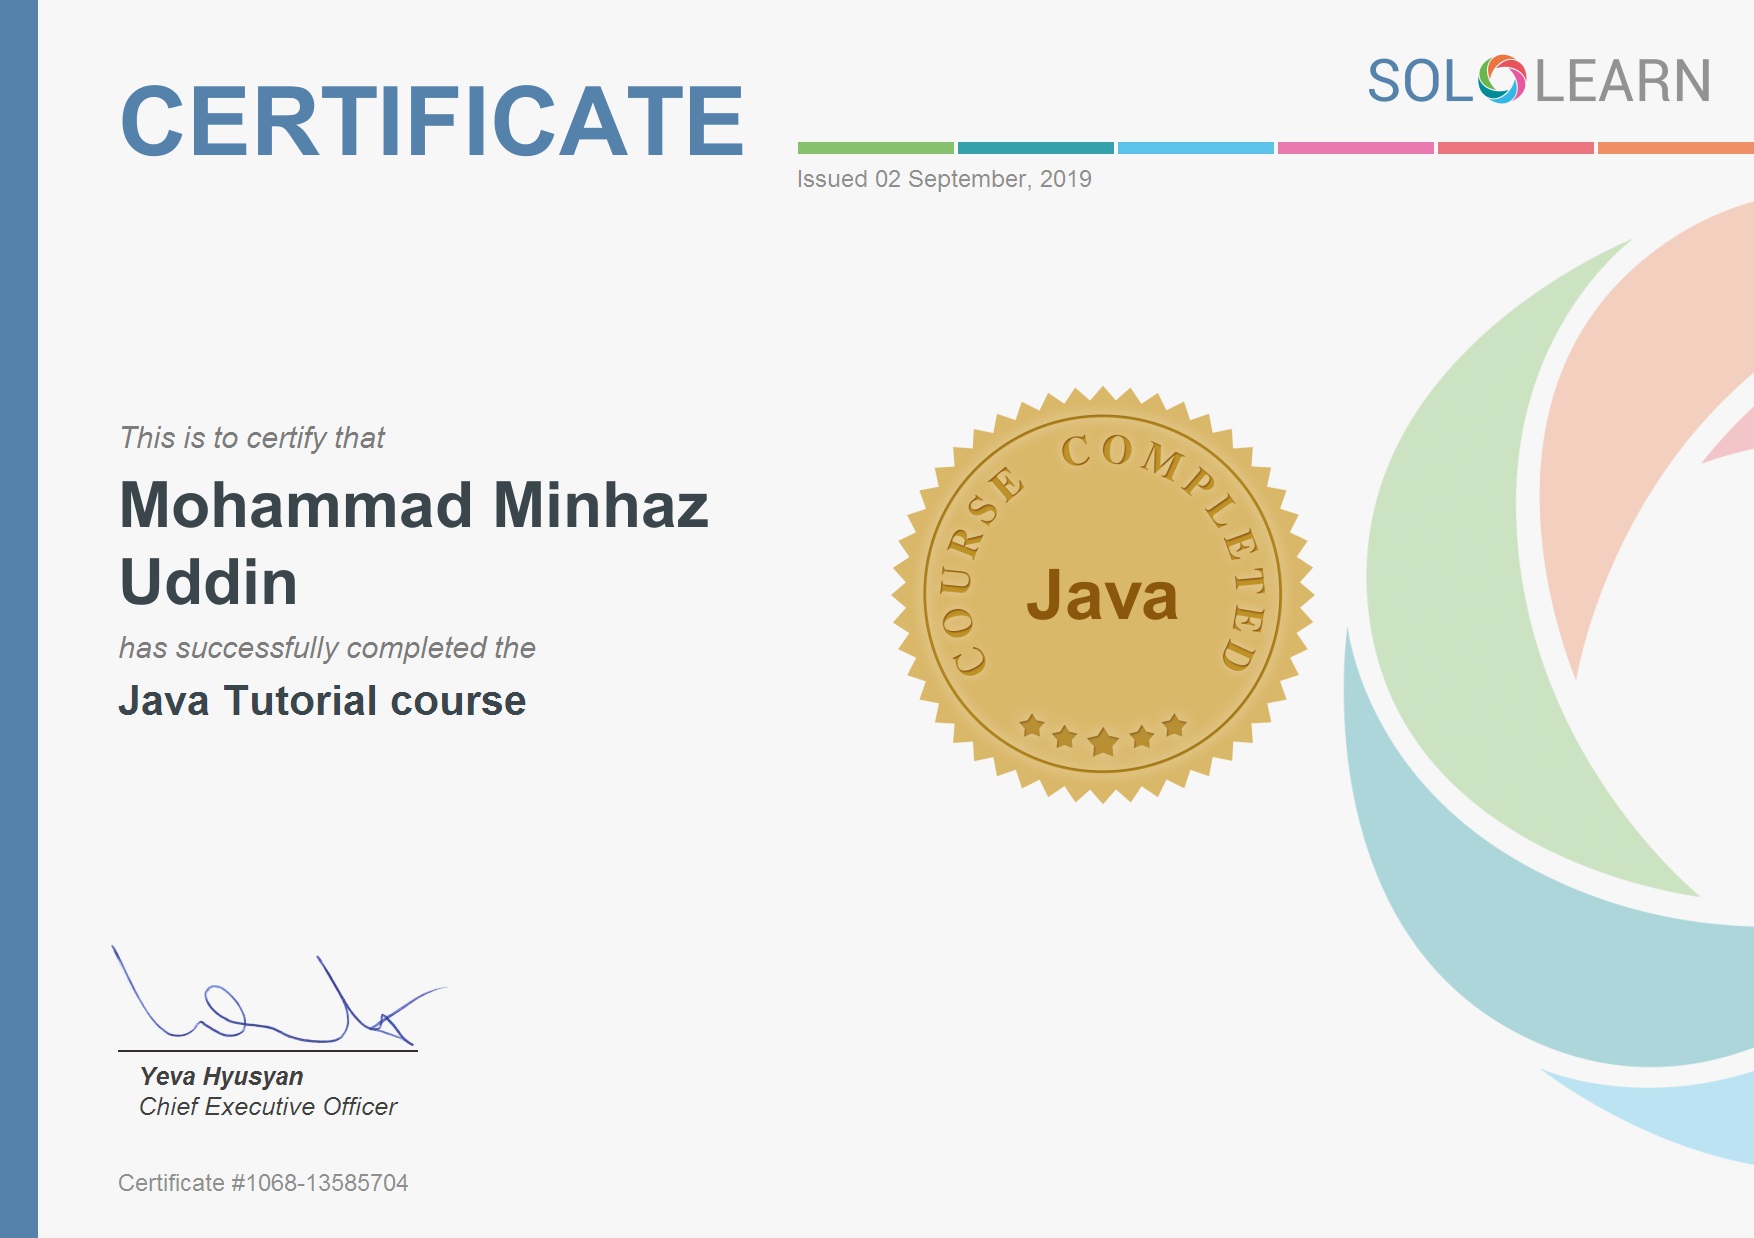 CERTIFICATE
SOLOLEARN
Issued 02 September, 2019
This is to certify that
Mohammad Minhaz
Uddin
has successfully completed the
Java Tutorial course
COURSE COMPLETED
Java
Yeva Hyusyan
Chief Executive Officer
Certificate #1068-13585704